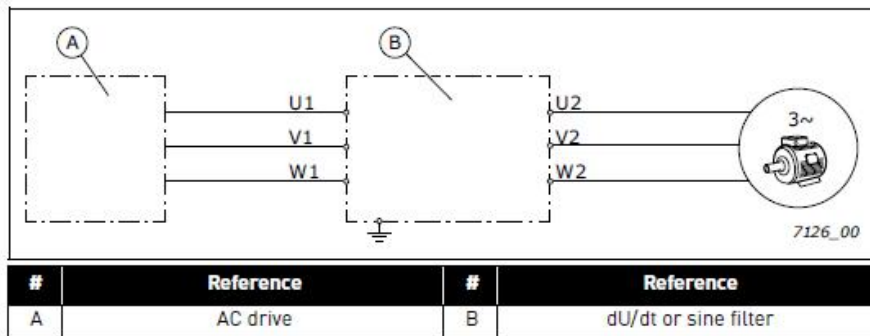 A
B
U1
U2
V1
V2
W1
W2
3~
7126_00
# Reference # Reference
A AC drive B dU/dt or sine filter